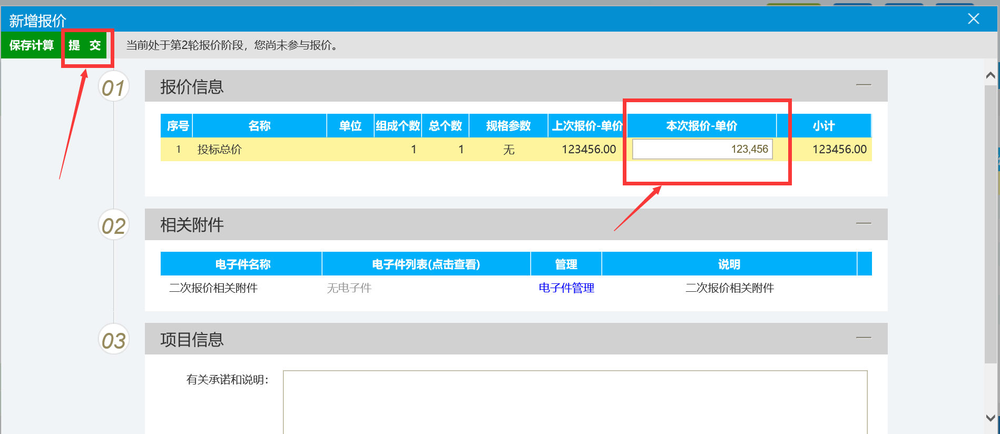 新增报价
保存计算 提 交 当前处于第2轮报价阶段，您尚未参与报价。
01 报价信息
序号 名称 单位 组成个数 总个数 规格参数 上次报价-单价 本次报价-单价 小计
1 投标总价 1 1 无 123456.00 123,456 123456.00
02 相关附件
电子件名称 电子件列表(点击查看) 管理 说明
二次报价相关附件 无电子件 电子件管理 二次报价相关附件
03 项目信息
有关承诺和说明：